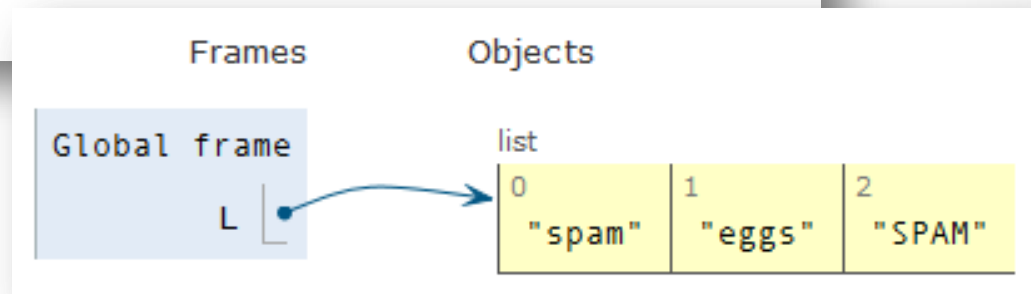 Frames Objects
Global frame
list
L
0 1 2
"spam" "eggs" "SPAM"